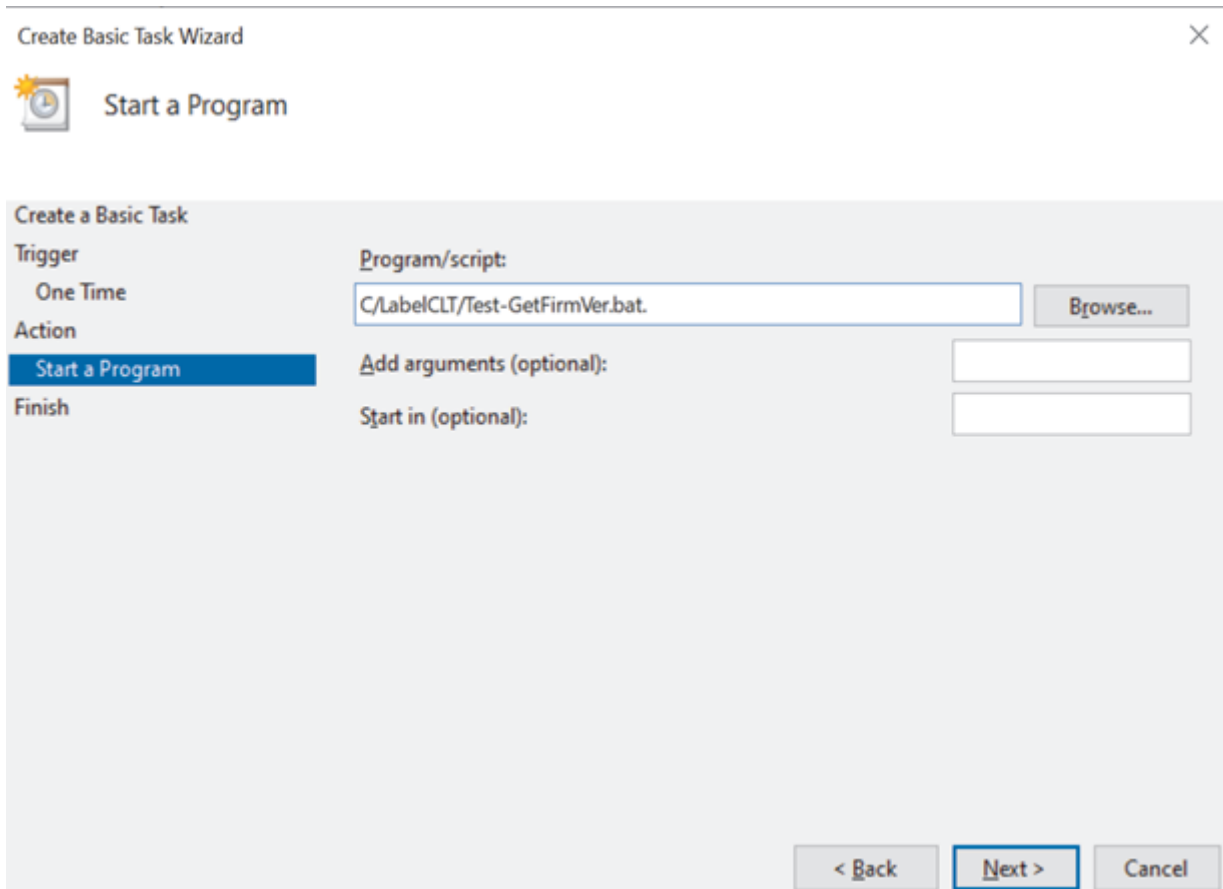 Create Basic Task Wizard
Start a Program
Create a Basic Task
Trigger
One Time
Action
Start a Program
Finish
Program/script:
C/LabelCLT/Test-GetFirmVer.bat.
Browse...
Add arguments (optional):
Start in (optional):
< Back
Next >
Cancel